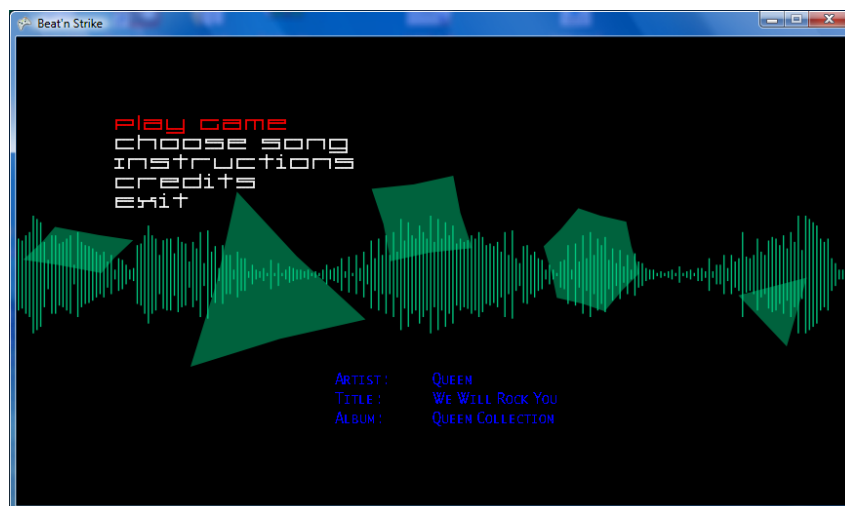 Beat'n Strike
play game
choose song
instructions
credits
exit
Artist: Queen
Title: We Will Rock You
Album: Queen Collection